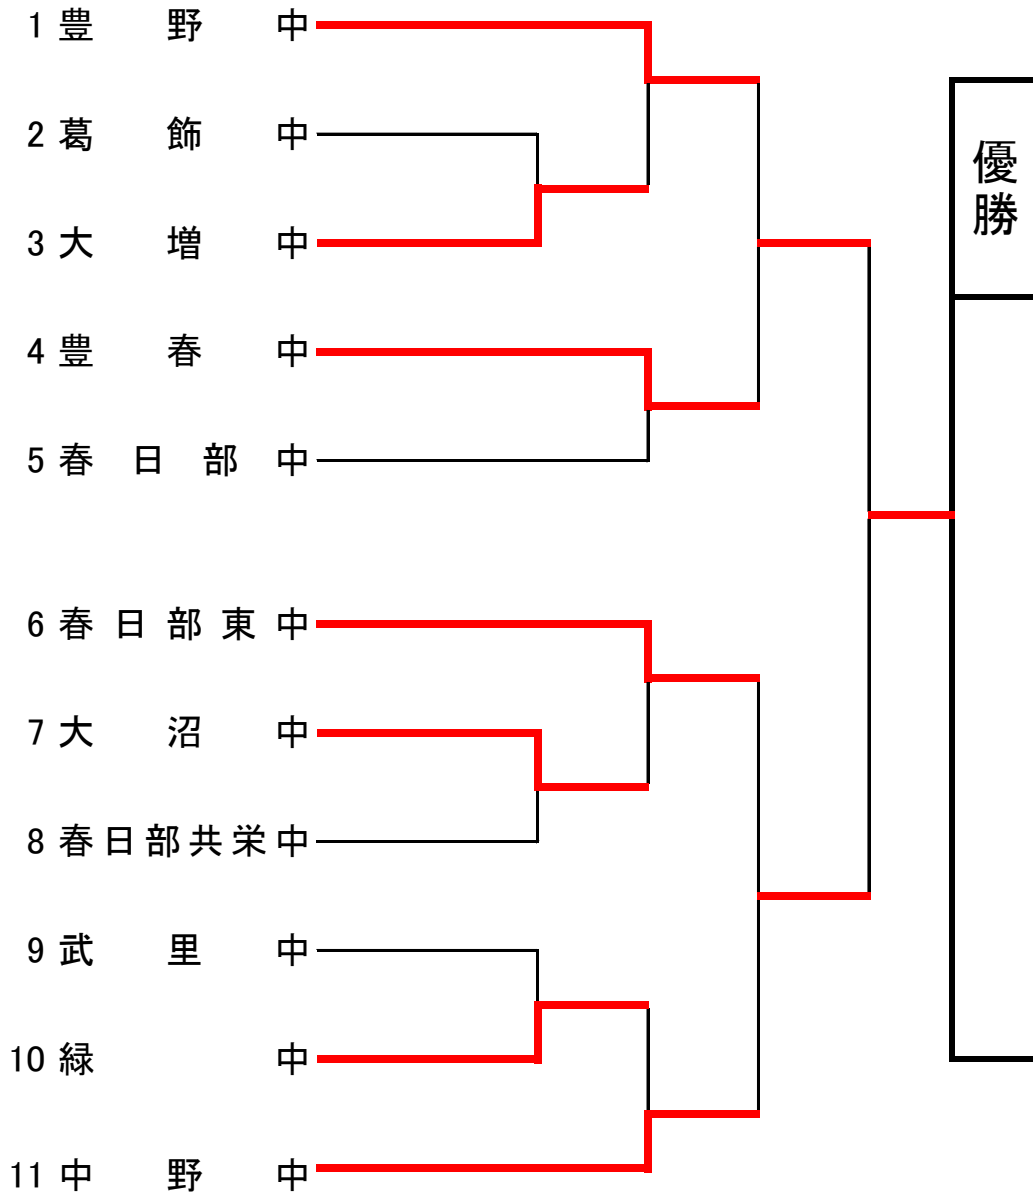 1 豊野中
2 葛飾中
3 大増中
4 豊春中
5 春日部中
6 春日部東中
7 大沼中
8 春日部共栄中
9 武里中
10 緑中
11 中野中
優勝